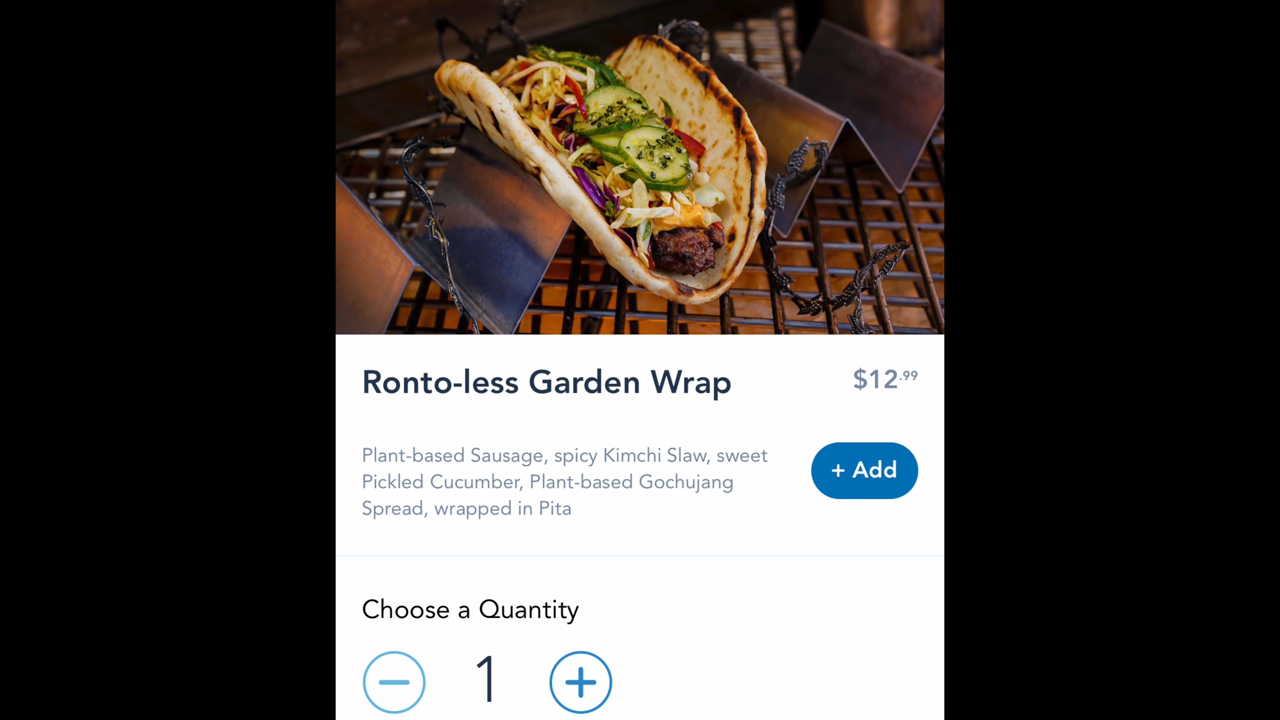 Ronto-less Garden Wrap
$12.99
Plant-based Sausage, spicy Kimchi Slaw, sweet
Pickled Cucumber, Plant-based Gochujang
Spread, wrapped in Pita
+ Add
Choose a Quantity
1